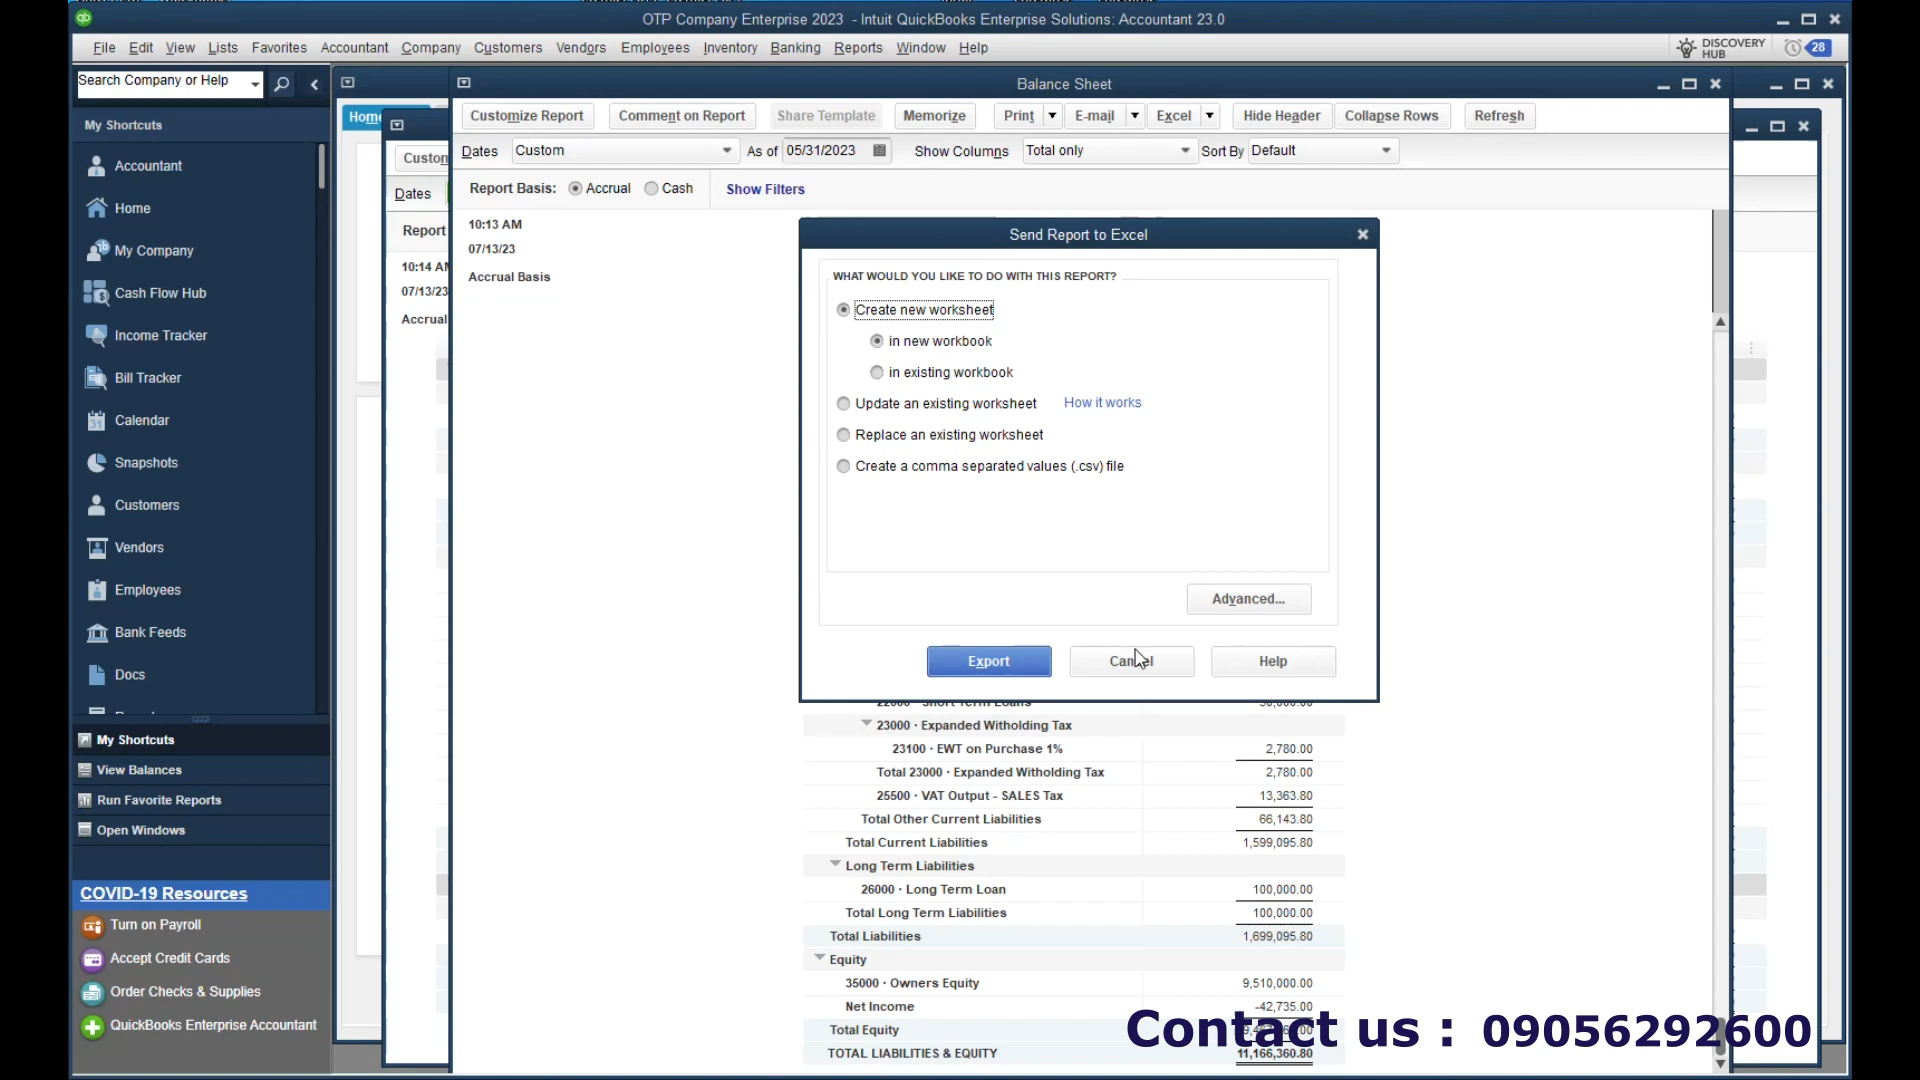 OTP Company Enterprise 2023 - Intuit QuickBooks Enterprise Solutions: Accountant 23.0
File Edit View Lists Favorites Accountant Company Customers Vendors Employees Inventory Banking Reports Window Help
DISCOVERY HUB
28
Search Company or Help
Balance Sheet
My Shortcuts
Home
Customize Report Comment on Report Share Template Memorize Print E-mail Excel Hide Header Collapse Rows Refresh
Dates Custom As of 05/31/2023 Show Columns Total only Sort By Default
Report Basis: Accrual Cash Show Filters
Dates
Report
10:14 AM
07/13/23
Accrual
10:13 AM
07/13/23
Accrual Basis
Accountant
Home
My Company
Cash Flow Hub
Income Tracker
Bill Tracker
Calendar
Snapshots
Customers
Vendors
Employees
Bank Feeds
Docs
My Shortcuts
View Balances
Run Favorite Reports
Open Windows
COVID-19 Resources
Turn on Payroll
Accept Credit Cards
Order Checks & Supplies
QuickBooks Enterprise Accountant
Send Report to Excel
WHAT WOULD YOU LIKE TO DO WITH THIS REPORT?
Create new worksheet
in new workbook
in existing workbook
Update an existing worksheet How it works
Replace an existing worksheet
Create a comma separated values (.csv) file
Advanced...
Export Cancel Help
23000 · Expanded Witholding Tax
23100 · EWT on Purchase 1% 2,780.00
Total 23000 · Expanded Witholding Tax 2,780.00
25500 · VAT Output - SALES Tax 13,363.80
Total Other Current Liabilities 66,143.80
Total Current Liabilities 1,599,095.80
Long Term Liabilities
26000 · Long Term Loan 100,000.00
Total Long Term Liabilities 100,000.00
Total Liabilities 1,699,095.80
Equity
35000 · Owners Equity 9,510,000.00
Net Income -42,735.00
Total Equity
TOTAL LIABILITIES & EQUITY 11,166,360.80
Contact us : 09056292600